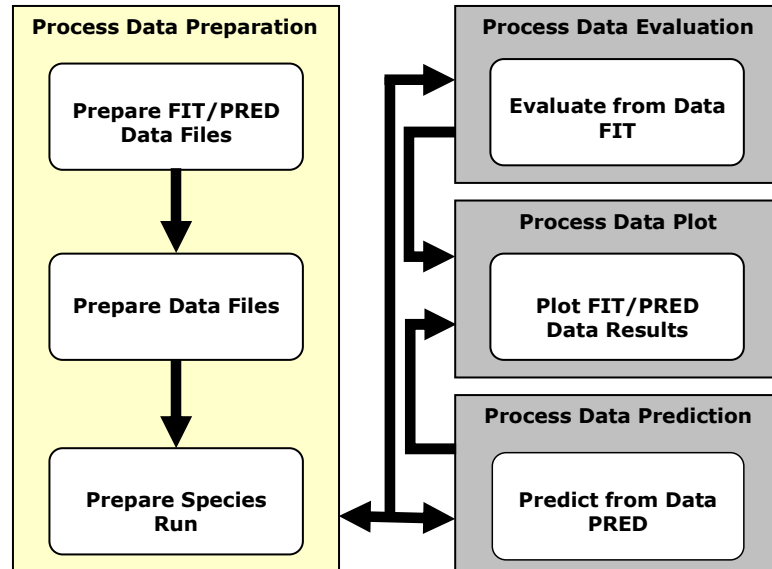 Process Data Preparation
Prepare FIT/PRED
Data Files
Prepare Data Files
Prepare Species
Run
Process Data Evaluation
Evaluate from Data
FIT
Process Data Plot
Plot FIT/PRED
Data Results
Process Data Prediction
Predict from Data
PRED